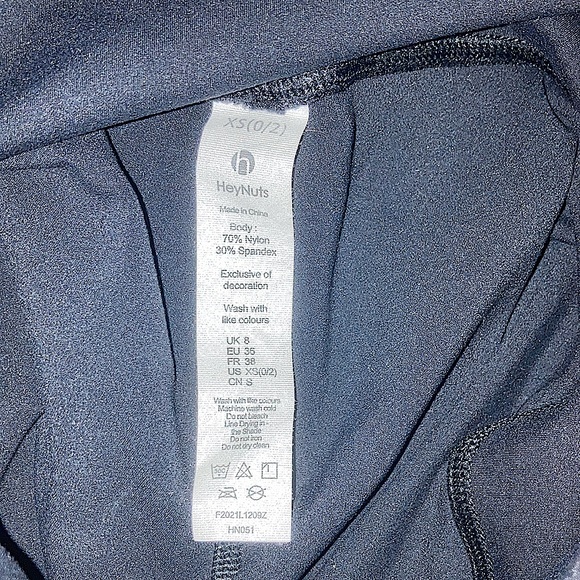 XS(0/2)
h
HeyNuts
Made in China
Body :
70% Nylon
30% Spandex
Exclusive of
decoration
Wash with
like colours
UK 8
EU 35
FR 38
US XS(0/2)
CN S
Wash with like colours
Machine wash cold
Do not bleach
Line Drying in
the Shade
Do not iron
Do not dry clean
F2021I.1209Z
HN051